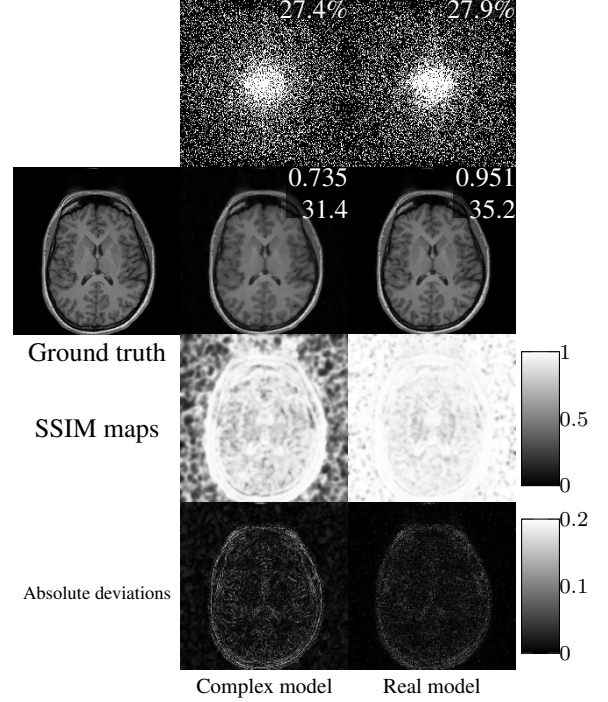 27.4%
27.9%
0.735
31.4
0.951
35.2
Ground truth
SSIM maps
1
0.5
0
Absolute deviations
0.2
0.1
0
Complex model
Real model